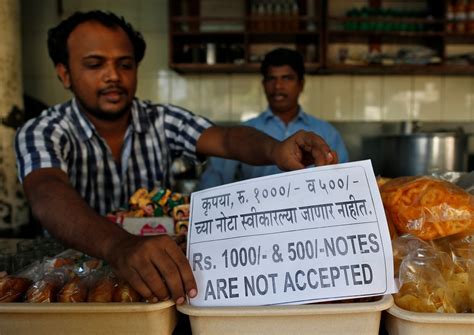 कृपया, रु. १०००/- व ५००/-
च्या नोटा स्वीकारल्या जाणार नाहीत.
Rs. 1000/- & 500/-NOTES
ARE NOT ACCEPTED